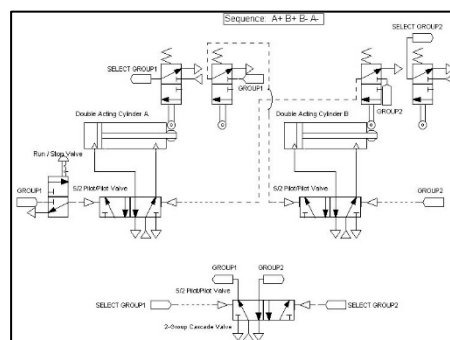 Sequence: A+ B+ B- A-
SELECT GROUP2
SELECT GROUP1
GROUP1
GROUP2
Double Acting Cylinder A
Double Acting Cylinder B
Run / Stop Valve
GROUP1
5/2 Pilot/Pilot Valve
5/2 Pilot/Pilot Valve
GROUP2
GROUP1
GROUP2
5/2 Pilot/Pilot Valve
SELECT GROUP1
SELECT GROUP2
2-Group Cascade Valve